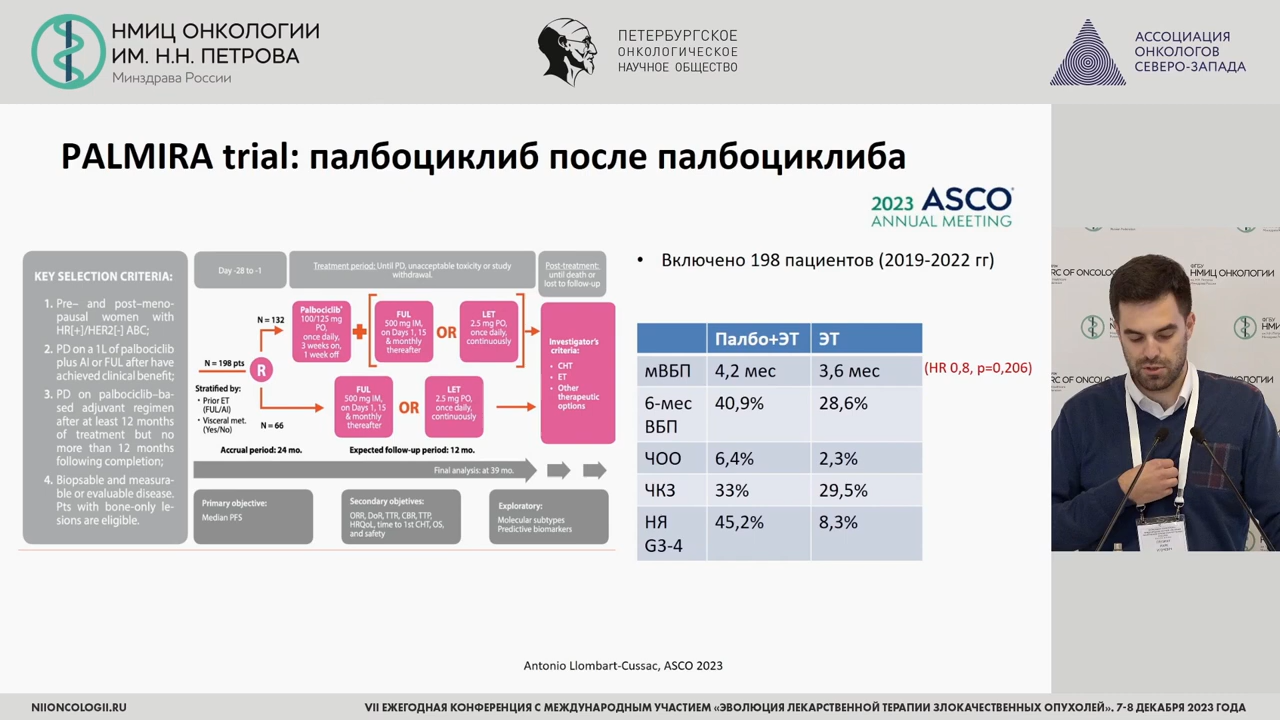 НМИЦ ОНКОЛОГИИ
ИМ. Н.Н. ПЕТРОВА
Минздрава России
ПЕТЕРБУРГСКОЕ
ОНКОЛОГИЧЕСКОЕ
НАУЧНОЕ ОБЩЕСТВО
АССОЦИАЦИЯ
ОНКОЛОГОВ
СЕВЕРО-ЗАПАДА
PALMIRA trial: палбоциклиб после палбоциклиба
2023 ASCO
ANNUAL MEETING
KEY SELECTION CRITERIA:
1. Pre– and post–meno-
pausal women with
HR[+]/HER2[-] ABC;
2. PD on a 1L of palbociclib
plus AI or FUL after have
achieved clinical benefit;
3. PD on palbociclib–ba-
sed adjuvant regimen
after at least 12 months
of treatment but no
more than 12 months
following completion;
4. Biopsable and measura-
ble or evaluable disease.
Pts with bone-only le-
sions are eligible.
Day -28 to -1
Treatment period: Until PD, unacceptable toxicity or study
withdrawal.
Post-treatment:
until death or
lost to follow-up
N = 198 pts
R
Stratified by:
• Prior ET
(FUL/AI)
• Visceral met.
(Yes/No)
N = 132
Palbociclib*
100/125 mg
PO,
once daily,
3 weeks on,
1 week off
FUL
500 mg IM,
on Days 1, 15
& monthly
thereafter
OR
LET
2.5 mg PO,
once daily,
continuously
N = 66
FUL
500 mg IM,
on Days 1, 15
& monthly
thereafter
OR
LET
2.5 mg PO,
once daily,
continuously
Investigator's
criteria:
• CHT
• ET
• Other
therapeutic
options
Accrual period: 24 mo.
Expected follow-up period: 12 mo.
Final analysis: at 39 mo.
Primary objective:
Median PFS
Secondary objetives:
ORR, DoR, TTR, CBR, TTP,
HRQoL, time to 1st CHT, OS,
and safety
Exploratory:
Molecular subtypes
Predictive biomarkers
• Включено 198 пациентов (2019-2022 гг)
Палбо+ЭТ ЭТ
мВБП 4,2 мес 3,6 мес (HR 0,8, p=0,206)
6-мес 40,9% 28,6%
ВБП
ЧОО 6,4% 2,3%
ЧКЗ 33% 29,5%
НЯ 45,2% 8,3%
G3-4
Antonio Llombart-Cussac, ASCO 2023
НМИЦ ОНКОЛОГИИ
NIIONCOLOGII.RU
VII ЕЖЕГОДНАЯ КОНФЕРЕНЦИЯ С МЕЖДУНАРОДНЫМ УЧАСТИЕМ «ЭВОЛЮЦИЯ ЛЕКАРСТВЕННОЙ ТЕРАПИИ ЗЛОКАЧЕСТВЕННЫХ ОПУХОЛЕЙ». 7-8 ДЕКАБРЯ 2023 ГОДА